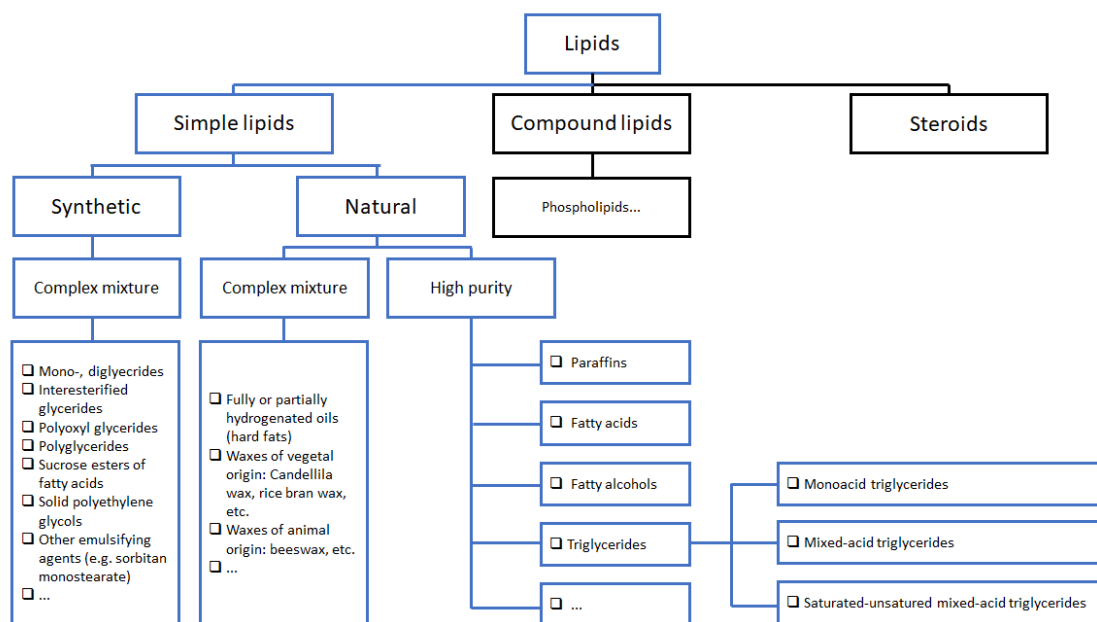 Lipids
Simple lipids
Compound lipids
Steroids
Synthetic
Natural
Phospholipids...
Complex mixture
Complex mixture
High purity
❑ Mono-, diglyecrides
❑ Interesterified
glycerides
❑ Polyoxyl glycerides
❑ Polyglycerides
❑ Sucrose esters of
fatty acids
❑ Solid polyethylene
glycols
❑ Other emulsifying
agents (e.g. sorbitan
monostearate)
❑ ...
❑ Fully or partially
hydrogenated oils
(hard fats)
❑ Waxes of vegetal
origin: Candellila
wax, rice bran wax,
etc.
❑ Waxes of animal
origin: beeswax, etc.
❑ ...
❑ Paraffins
❑ Fatty acids
❑ Fatty alcohols
❑ Triglycerides
❑ ...
❑ Monoacid triglycerides
❑ Mixed-acid triglycerides
❑ Saturated-unsatured mixed-acid triglycerides